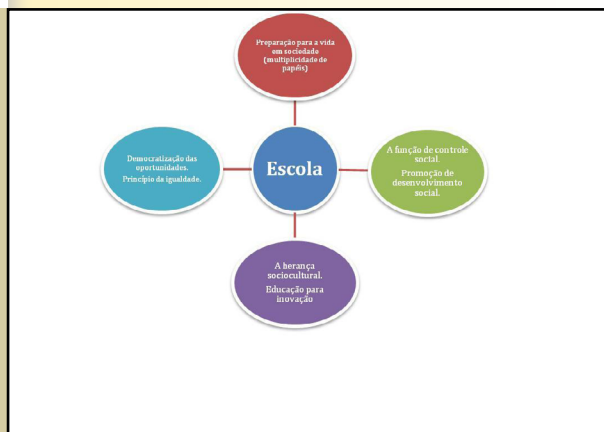 Preparação para a vida
em sociedade
(multiplicidade de
papéis)
Democratização das
oportunidades.
Princípio da igualdade.
Escola
A função de controle
social.
Promoção de
desenvolvimento
social.
A herança
sociocultural.
Educação para
inovação